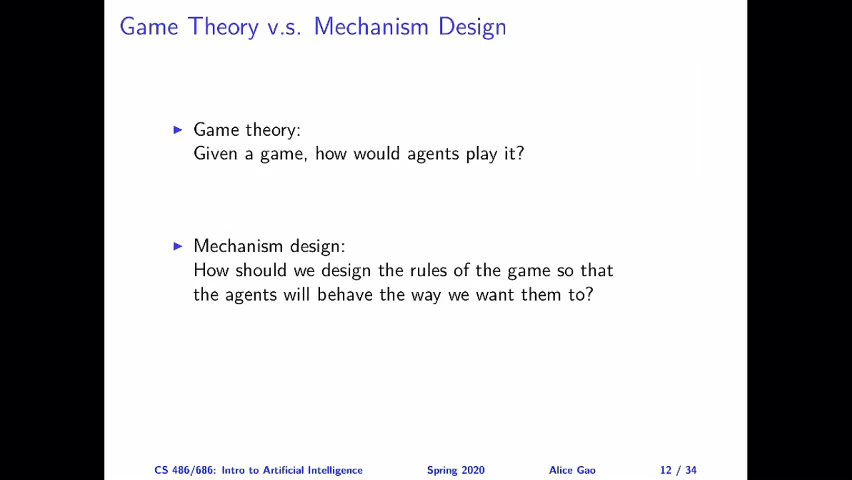 Game Theory v.s. Mechanism Design
Game theory:
Given a game, how would agents play it?
Mechanism design:
How should we design the rules of the game so that
the agents will behave the way we want them to?
CS 486/686: Intro to Artificial Intelligence Spring 2020 Alice Gao 12 / 34